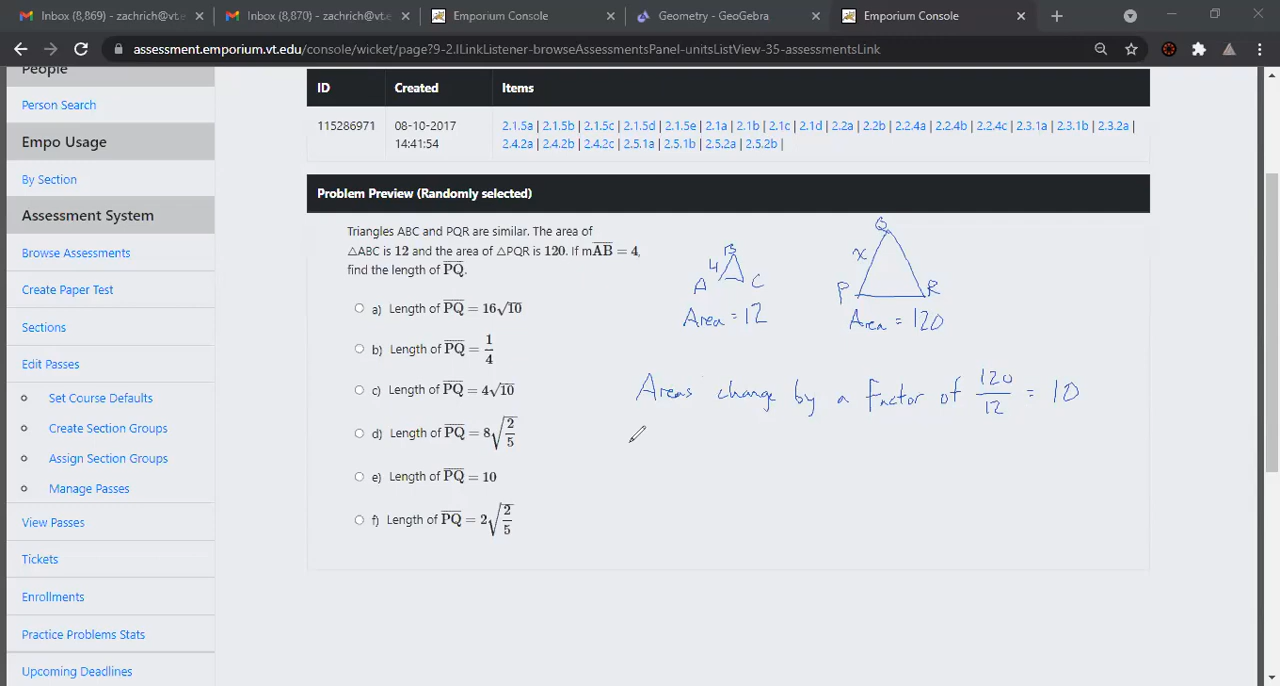 Inbox (8,869) - zachrich@vt.e
Inbox (8,870) - zachrich@vt.e
Emporium Console
Geometry - GeoGebra
Emporium Console
assessment.emporium.vt.edu/console/wicket/page?9-2.ILinkListener-browseAssessmentsPanel-unitsListView-35-assessmentsLink
People
Person Search
Empo Usage
By Section
Assessment System
Browse Assessments
Create Paper Test
Sections
Edit Passes
Set Course Defaults
Create Section Groups
Assign Section Groups
Manage Passes
View Passes
Tickets
Enrollments
Practice Problems Stats
Upcoming Deadlines
ID Created Items
115286971 08-10-2017 14:41:54
2.1.5a | 2.1.5b | 2.1.5c | 2.1.5d | 2.1.5e | 2.1a | 2.1b | 2.1c | 2.1d | 2.2a | 2.2b | 2.2.4a | 2.2.4b | 2.2.4c | 2.3.1a | 2.3.1b | 2.3.2a |
2.4.2a | 2.4.2b | 2.4.2c | 2.5.1a | 2.5.1b | 2.5.2a | 2.5.2b |
Problem Preview (Randomly selected)
Triangles ABC and PQR are similar. The area of
△ABC is 12 and the area of △PQR is 120. If mAB = 4,
find the length of PQ.
a) Length of PQ = 16√10
b) Length of PQ = 1/4
c) Length of PQ = 4√10
d) Length of PQ = 8√(2/5)
e) Length of PQ = 10
f) Length of PQ = 2√(2/5)
B
4
A C
Area = 12
Q
x
P R
Area = 120
Areas change by a factor of 120/12 = 10